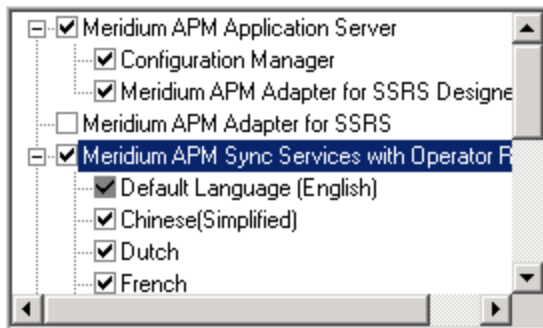 Meridium APM Application Server
Configuration Manager
Meridium APM Adapter for SSRS Designe
Meridium APM Adapter for SSRS
Meridium APM Sync Services with Operator R
Default Language (English)
Chinese(Simplified)
Dutch
French